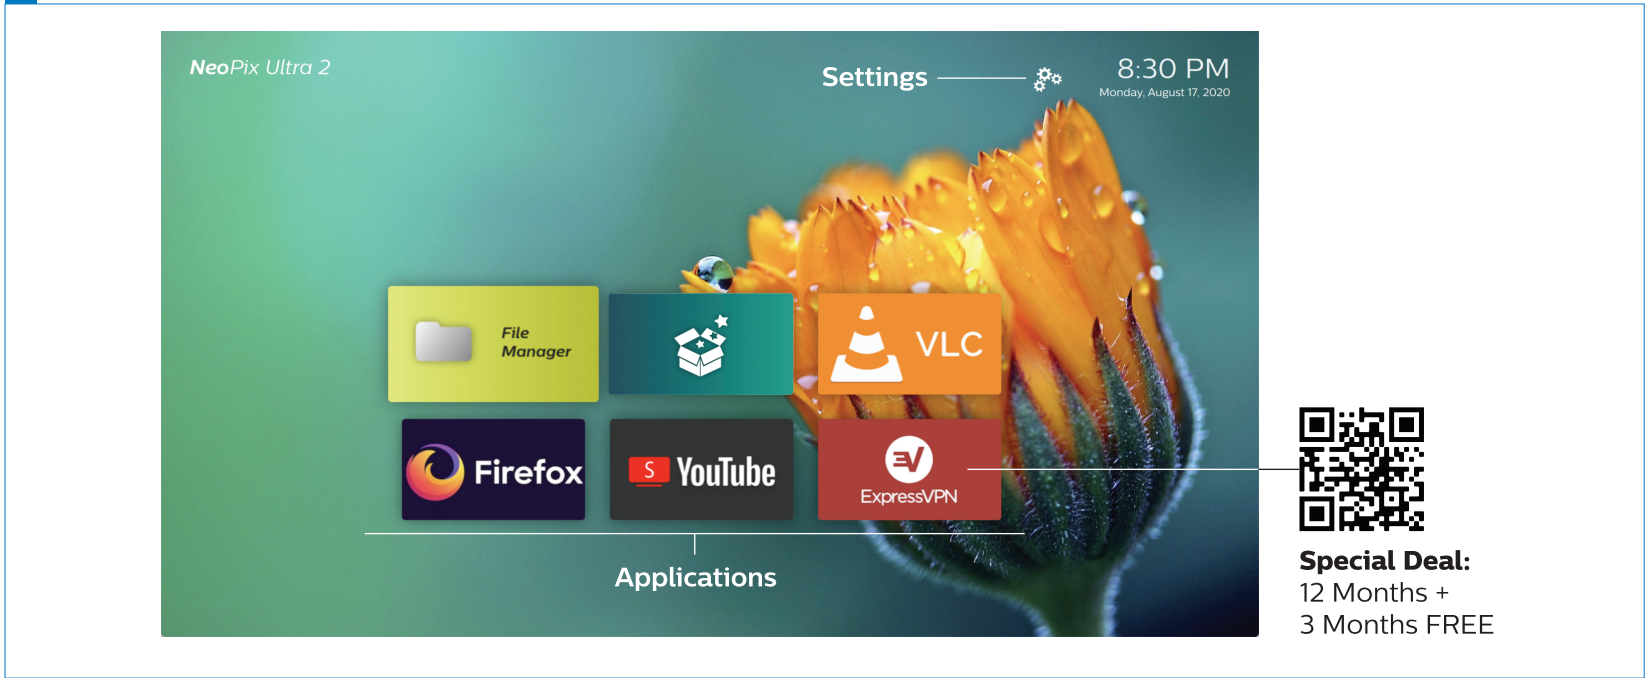 NeoPix Ultra 2
Settings
8:30 PM
Monday, August 17, 2020
File
Manager
VLC
Firefox
S YouTube
EV
ExpressVPN
Applications
Special Deal:
12 Months +
3 Months FREE